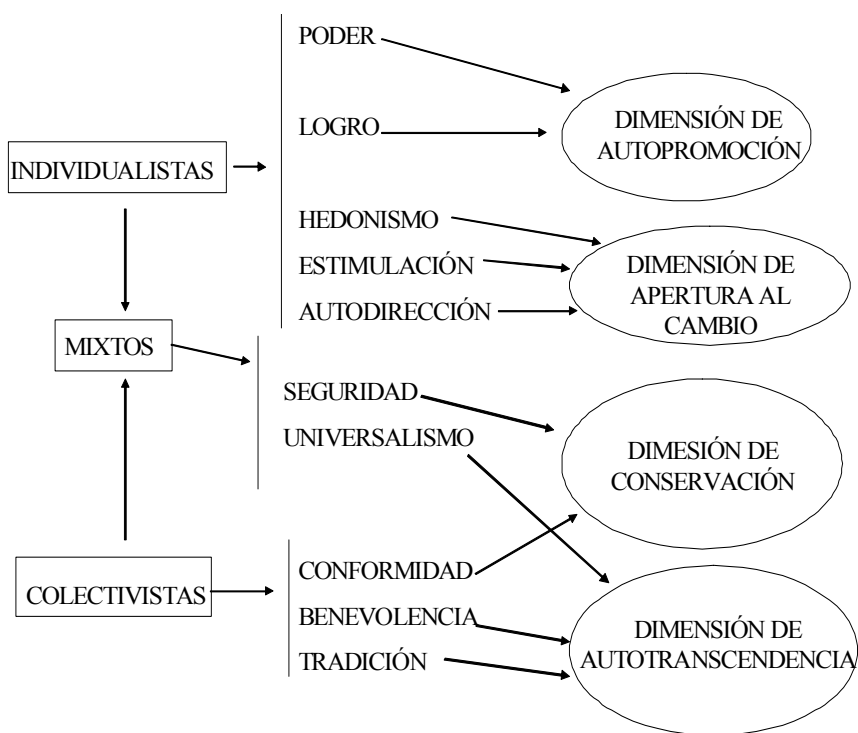 PODER
LOGRO
DIMENSIÓN DE
AUTOPROMOCIÓN
INDIVIDUALISTAS
HEDONISMO
ESTIMULACIÓN
AUTODIRECCIÓN
DIMENSIÓN DE
APERTURA AL
CAMBIO
MIXTOS
SEGURIDAD
UNIVERSALISMO
DIMESIÓN DE
CONSERVACIÓN
COLECTIVISTAS
CONFORMIDAD
BENEVOLENCIA
TRADICIÓN
DIMENSIÓN DE
AUTOTRANSCENDENCIA